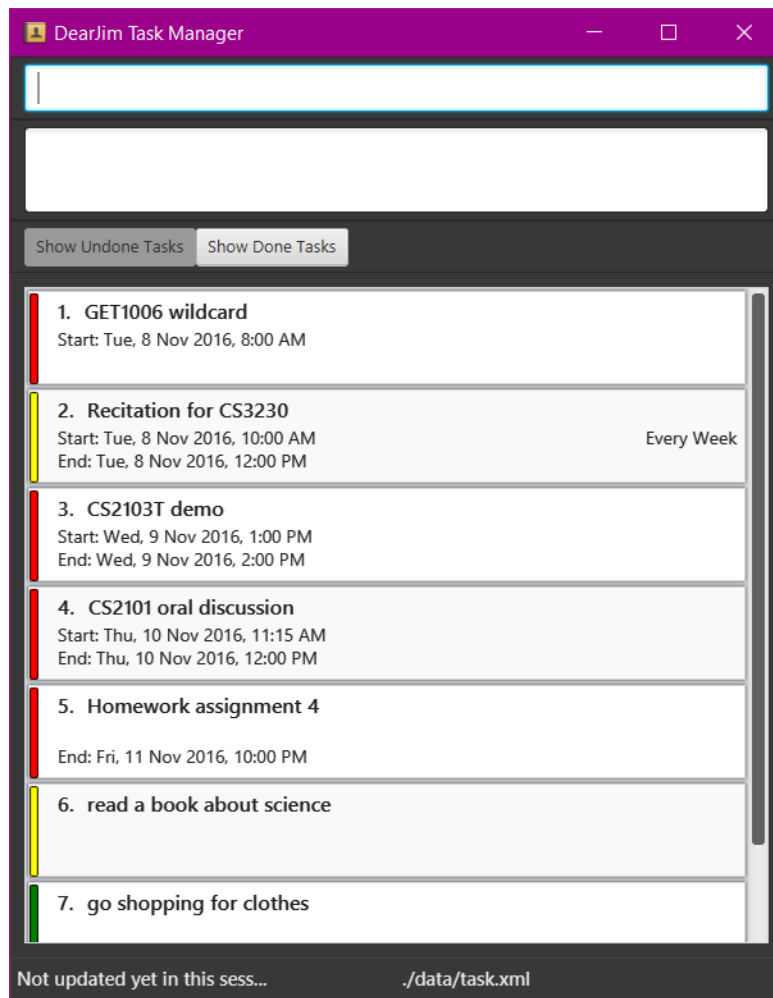 DearJim Task Manager
Show Undone Tasks Show Done Tasks
1. GET1006 wildcard
Start: Tue, 8 Nov 2016, 8:00 AM
2. Recitation for CS3230
Start: Tue, 8 Nov 2016, 10:00 AM Every Week
End: Tue, 8 Nov 2016, 12:00 PM
3. CS2103T demo
Start: Wed, 9 Nov 2016, 1:00 PM
End: Wed, 9 Nov 2016, 2:00 PM
4. CS2101 oral discussion
Start: Thu, 10 Nov 2016, 11:15 AM
End: Thu, 10 Nov 2016, 12:00 PM
5. Homework assignment 4
End: Fri, 11 Nov 2016, 10:00 PM
6. read a book about science
7. go shopping for clothes
Not updated yet in this sess... ./data/task.xml